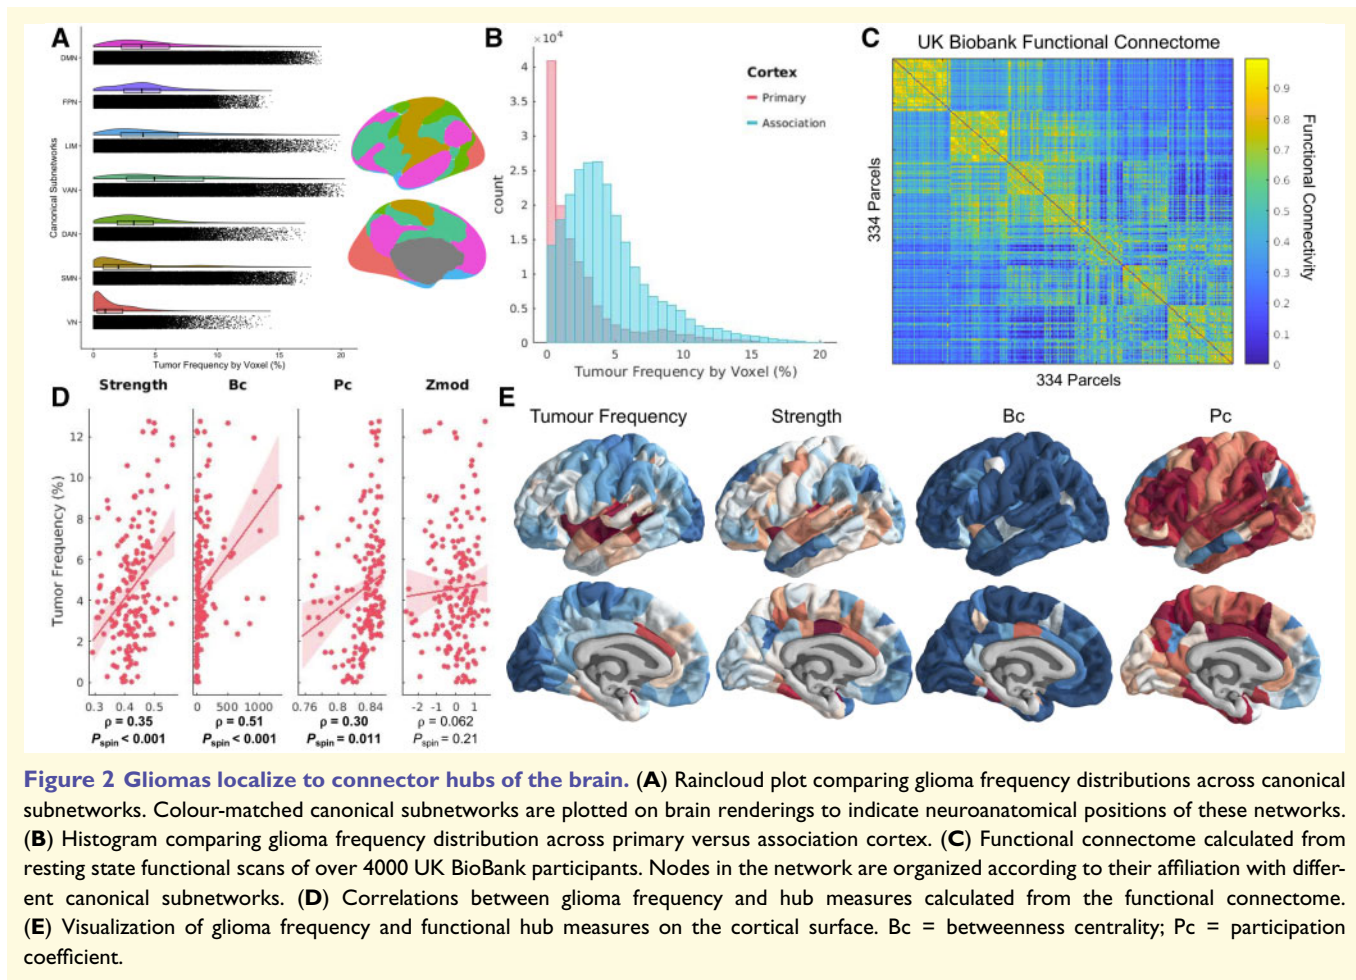 A
Canonical Subnetworks
DMN
FPN
LIM
VAN
DAN
SMN
VN
0 5 10 15 20
Tumor Frequency by Voxel (%)
B
×10⁴
count
4
3.5
3
2.5
2
1.5
1
0.5
0
0 5 10 15 20
Tumour Frequency by Voxel (%)
Cortex
Primary
Association
C
UK Biobank Functional Connectome
334 Parcels
334 Parcels
0.9
0.8
0.7
0.6
0.5
0.4
0.3
0.2
0.1
0
Functional Connectivity
D
Strength Bc Pc Zmod
Tumor Frequency (%)
12
10
8
6
4
2
0
0.3 0.4 0.5 0 500 1000 0.76 0.8 0.84 -2 -1 0 1
ρ = 0.35 ρ = 0.51 ρ = 0.30 ρ = 0.062
Pspin < 0.001 Pspin < 0.001 Pspin = 0.011 Pspin = 0.21
E
Tumour Frequency Strength Bc Pc
Figure 2 Gliomas localize to connector hubs of the brain. (A) Raincloud plot comparing glioma frequency distributions across canonical
subnetworks. Colour-matched canonical subnetworks are plotted on brain renderings to indicate neuroanatomical positions of these networks.
(B) Histogram comparing glioma frequency distribution across primary versus association cortex. (C) Functional connectome calculated from
resting state functional scans of over 4000 UK BioBank participants. Nodes in the network are organized according to their affiliation with differ-
ent canonical subnetworks. (D) Correlations between glioma frequency and hub measures calculated from the functional connectome.
(E) Visualization of glioma frequency and functional hub measures on the cortical surface. Bc = betweenness centrality; Pc = participation
coefficient.